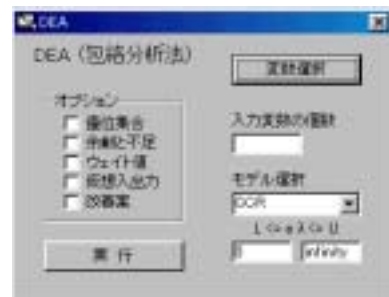 DEA
DEA（包絡分析法）
変数選択
オプション
優位集合
余剰と不足
ウェイト値
仮想入出力
改善案
実行
入力変数の個数
モデル選択
CCR
L <= e λ <= U
infinity